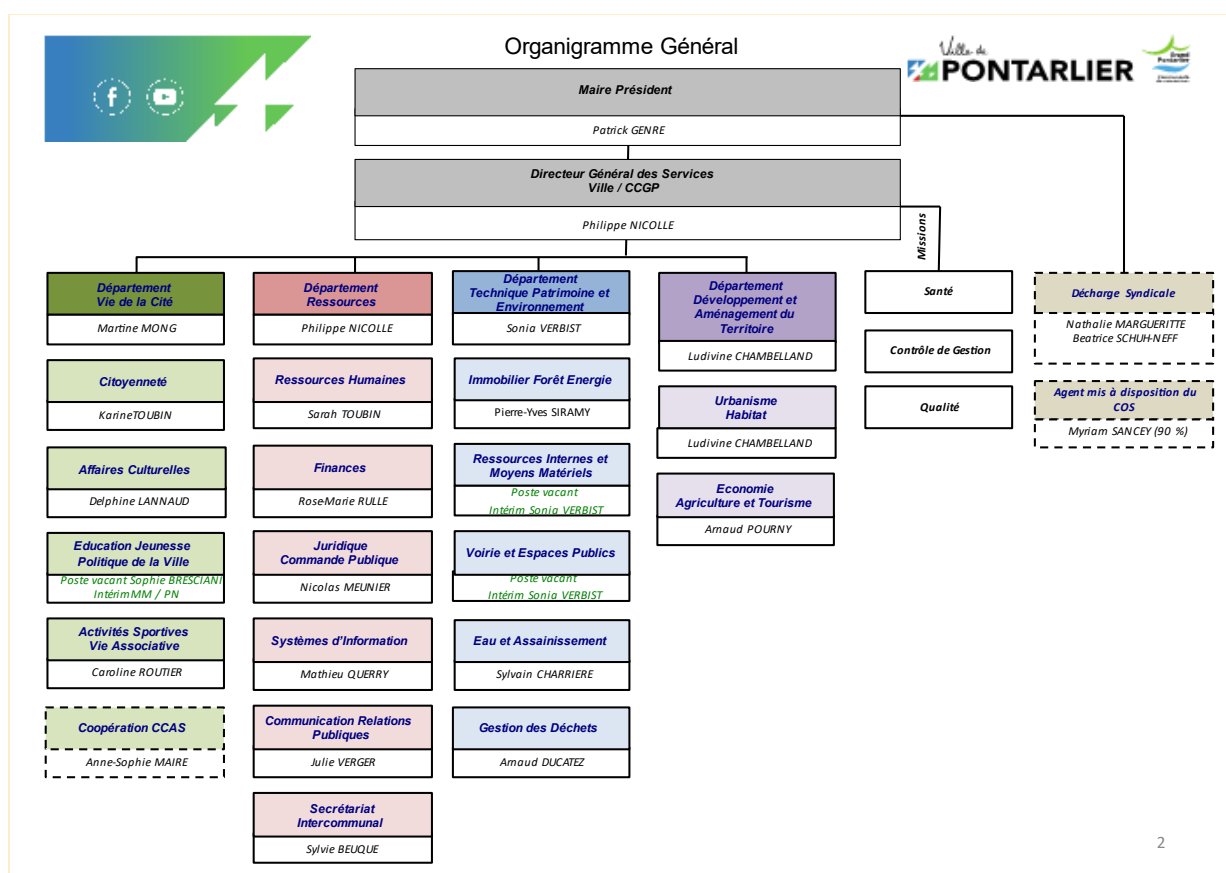 Organigramme Général
Ville de
PONTARLIER
Grand
Pontarlier
Maire Président
Patrick GENRE
Directeur Général des Services
Ville / CCGP
Philippe NICOLLE
Missions
Département
Vie de la Cité
Martine MONG
Citoyenneté
KarineTOUBIN
Affaires Culturelles
Delphine LANNAUD
Education Jeunesse
Politique de la Ville
Poste vacant Sophie BRESCIANI
IntérimMM / PN
Activités Sportives
Vie Associative
Caroline ROUTIER
Coopération CCAS
Anne-Sophie MAIRE
Département
Ressources
Philippe NICOLLE
Ressources Humaines
Sarah TOUBIN
Finances
Rose-Marie RULLE
Juridique
Commande Publique
Nicolas MEUNIER
Systèmes d'Information
Mathieu QUERRY
Communication Relations
Publiques
Julie VERGER
Secrétariat
Intercommunal
Sylvie BEUQUE
Département
Technique Patrimoine et
Environnement
Sonia VERBIST
Immobilier Forêt Energie
Pierre-Yves SIRAMY
Ressources Internes et
Moyens Matériels
Poste vacant
Intérim Sonia VERBIST
Voirie et Espaces Publics
Poste vacant
Intérim Sonia VERBIST
Eau et Assainissement
Sylvain CHARRIERE
Gestion des Déchets
Arnaud DUCATEZ
Département
Développement et
Aménagement du
Territoire
Ludivine CHAMBELLAND
Urbanisme
Habitat
Ludivine CHAMBELLAND
Economie
Agriculture et Tourisme
Arnaud POURNY
Santé
Contrôle de Gestion
Qualité
Décharge Syndicale
Nathalie MARGUERITTE
Beatrice SCHUH-NEFF
Agent mis à disposition du
COS
Myriam SANCEY (90 %)
2